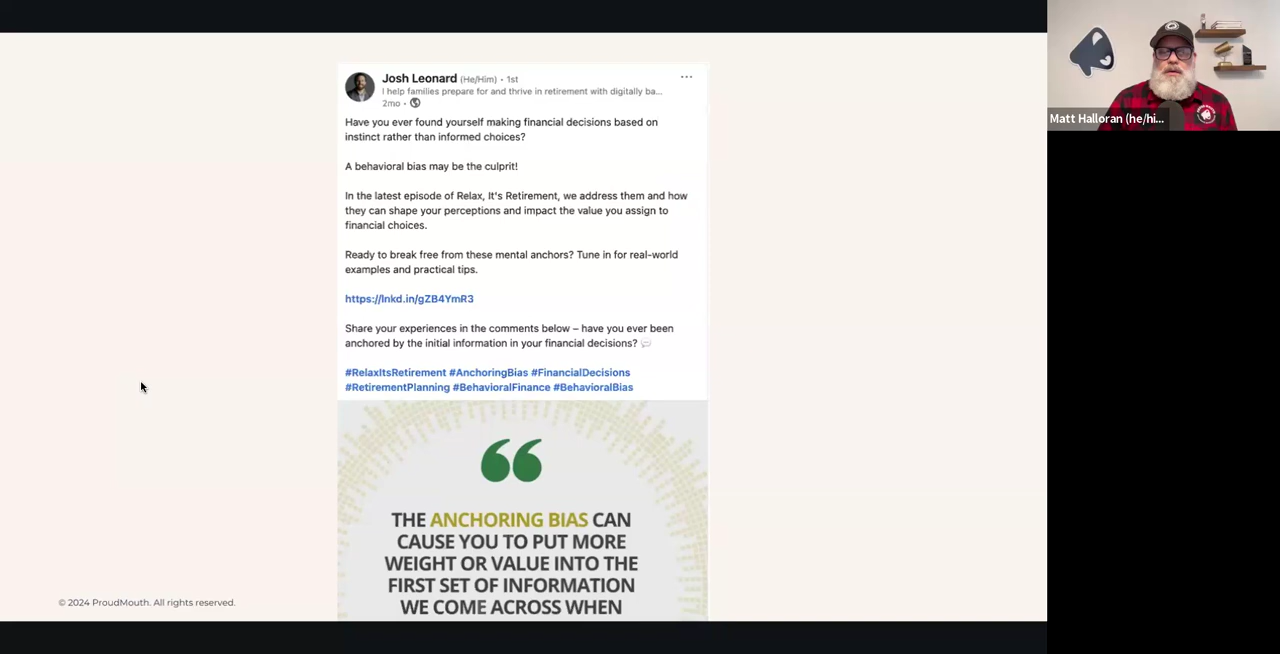 Josh Leonard (He/Him) • 1st
I help families prepare for and thrive in retirement with digitally ba...
2mo •
Have you ever found yourself making financial decisions based on
instinct rather than informed choices?
A behavioral bias may be the culprit!
In the latest episode of Relax, It's Retirement, we address them and how
they can shape your perceptions and impact the value you assign to
financial choices.
Ready to break free from these mental anchors? Tune in for real-world
examples and practical tips.
https://lnkd.in/gZB4YmR3
Share your experiences in the comments below – have you ever been
anchored by the initial information in your financial decisions?
#RelaxItsRetirement #AnchoringBias #FinancialDecisions
#RetirementPlanning #BehavioralFinance #BehavioralBias
THE ANCHORING BIAS CAN
CAUSE YOU TO PUT MORE
WEIGHT OR VALUE INTO THE
FIRST SET OF INFORMATION
WE COME ACROSS WHEN
© 2024 ProudMouth. All rights reserved.
Matt Halloran (he/hi...